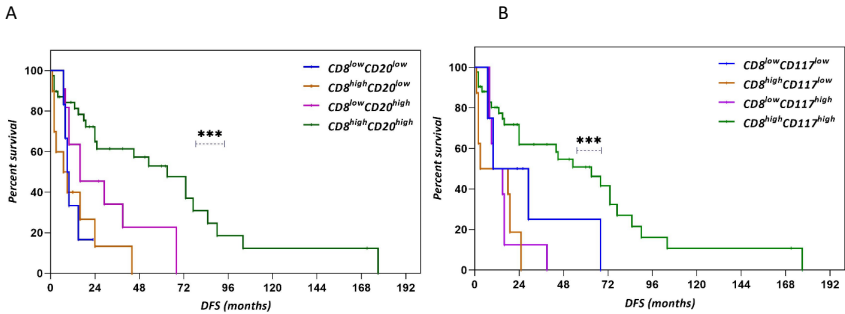 A
B
CD8lowCD20low
CD8highCD20low
CD8lowCD20high
CD8highCD20high
***
Percent survival
100
80
60
40
20
0
0 24 48 72 96 120 144 168 192
DFS (months)
CD8lowCD117low
CD8highCD117low
CD8lowCD117high
CD8highCD117high
***
Percent survival
100
80
60
40
20
0
0 24 48 72 96 120 144 168 192
DFS (months)